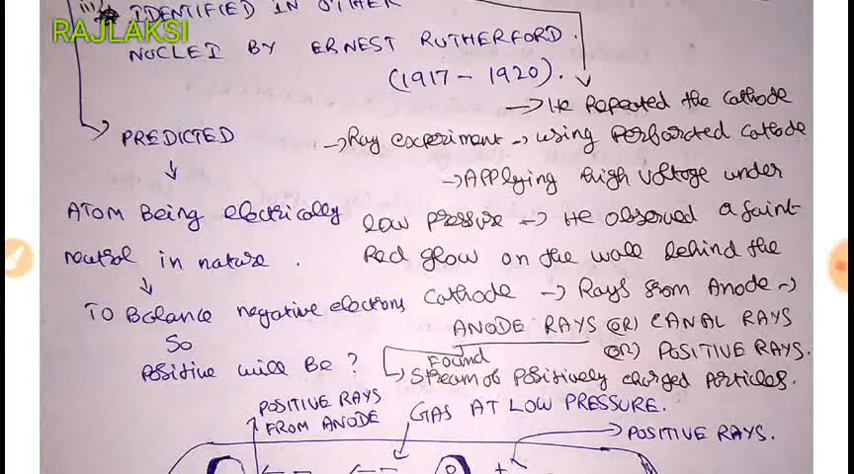 iii) IDENTIFIED IN OTHER
RAJLAKSI
NUCLEI BY ERNEST RUTHERFORD.
(1917 - 1920).
→ He Repeated the cathode
PREDICTED
→ Ray experiment → using Perforcted Catode
→ Applying high voltage under
ATOM Being electrically
low pressure → He observed a faint
neutral in nature.
Red glow on the wall behind the
To Balance negative electrons
cathode → Rays from Anode →
So
ANODE RAYS OR) CANAL RAYS
Positive will Be ?
OR) POSITIVE RAYS.
Found
→ Stream of Positively charged Particles.
POSITIVE RAYS
FROM ANODE
GAS AT LOW PRESSURE.
→ POSITIVE RAYS.
+